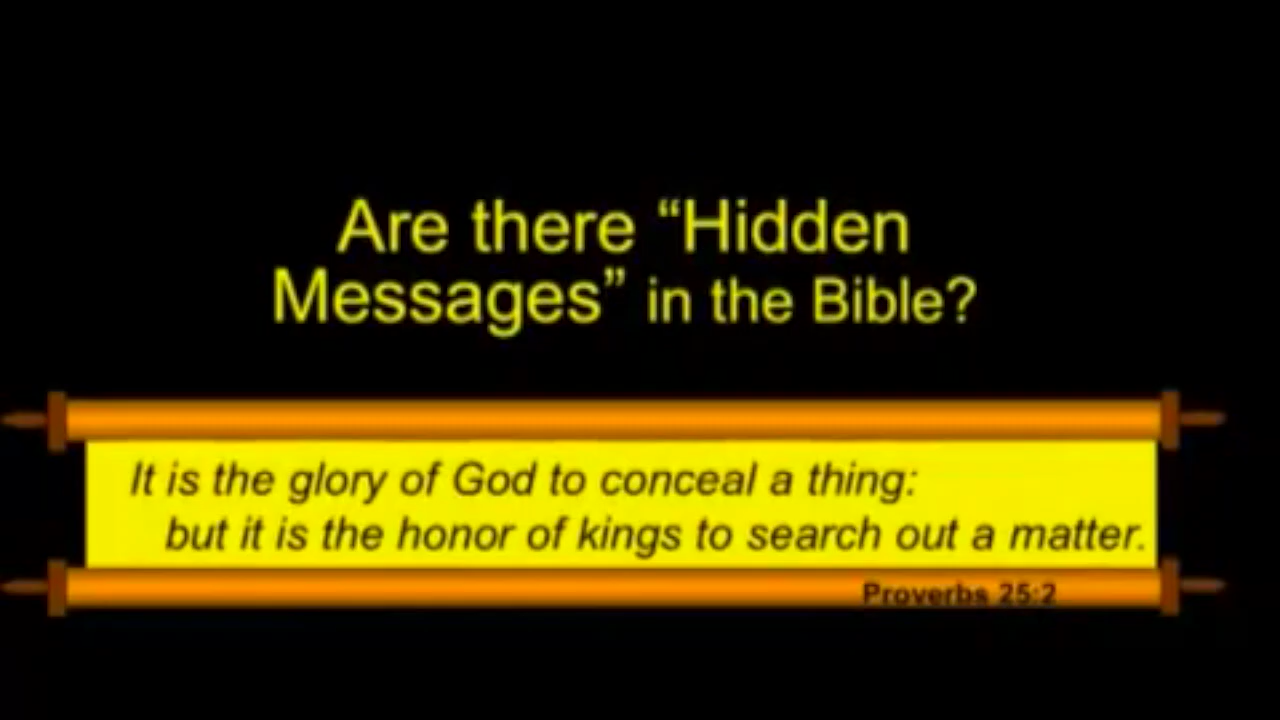 Are there “Hidden
Messages” in the Bible?
It is the glory of God to conceal a thing:
but it is the honor of kings to search out a matter.
Proverbs 25:2